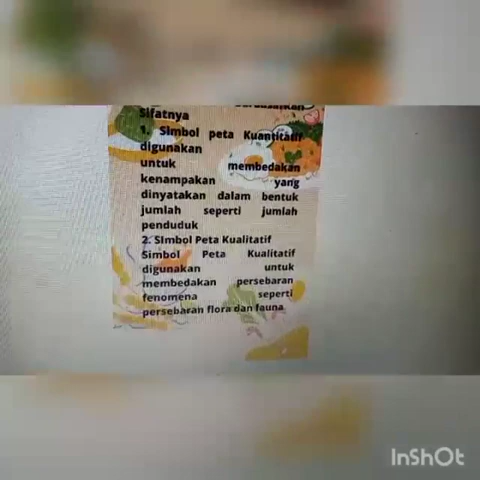 Sifatnya
1. SImbol peta Kuantitatif
digunakan
untuk membedakan
kenampakan yang
dinyatakan dalam bentuk
jumlah seperti jumlah
penduduk
2. SImbol Peta Kualitatif
Simbol Peta Kualitatif
digunakan untuk
membedakan persebaran
fenomena seperti
persebaran flora dan fauna
InShOt